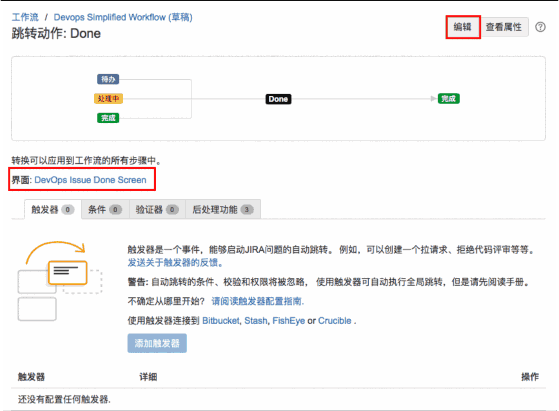 工作流 / Devops Simplified Workflow (草稿)
跳转动作: Done
编辑 查看属性 ?
待办
处理中
完成
Done
完成
转换可以应用到工作流的所有步骤中。
界面: DevOps Issue Done Screen
触发器 0 条件 0 验证器 0 后处理功能 3
触发器是一个事件，能够启动JIRA问题的自动跳转。 例如，可以创建一个拉请求、拒绝代码评审等等。
发送关于触发器的反馈。
警告: 自动跳转的条件、校验和权限将被忽略， 使用触发器可自动执行全局跳转，但是请先阅读手册。
不确定从哪里开始？ 请阅读触发器配置指南.
使用触发器连接到 Bitbucket, Stash, FishEye or Crucible .
添加触发器
触发器 详细 操作
还没有配置任何触发器.